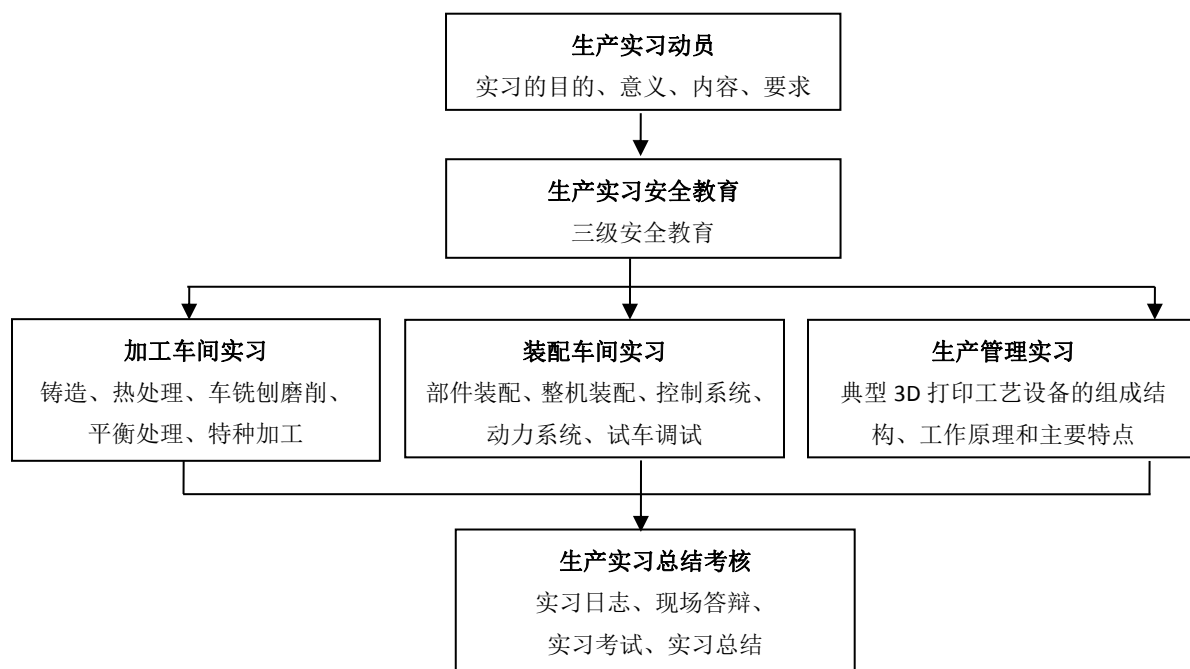 生产实习动员
实习的目的、意义、内容、要求
生产实习安全教育
三级安全教育
加工车间实习
铸造、热处理、车铣刨磨削、
平衡处理、特种加工
装配车间实习
部件装配、整机装配、控制系统、
动力系统、试车调试
生产管理实习
典型 3D 打印工艺设备的组成结
构、工作原理和主要特点
生产实习总结考核
实习日志、现场答辩、
实习考试、实习总结